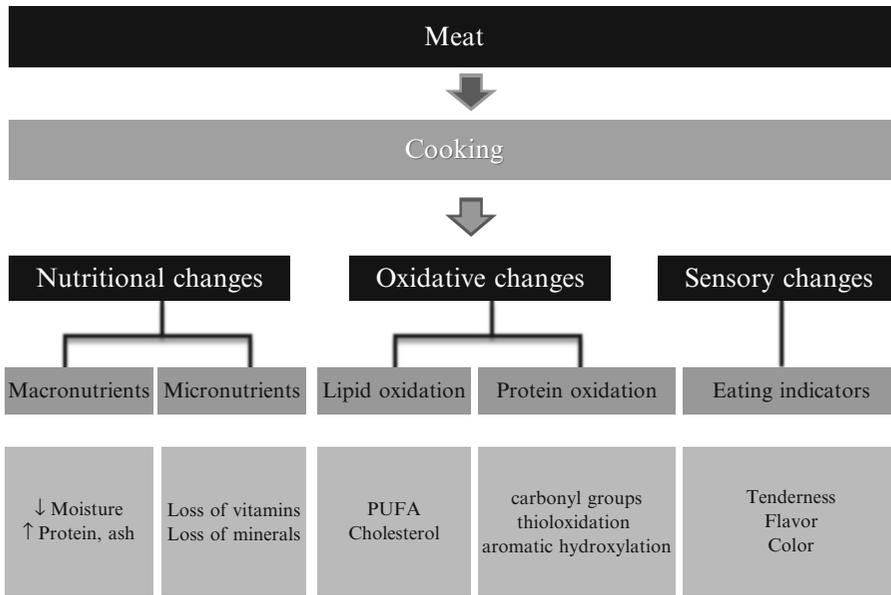 Meat
Cooking
Nutritional changes
Oxidative changes
Sensory changes
Macronutrients
Micronutrients
Lipid oxidation
Protein oxidation
Eating indicators
↓ Moisture
↑ Protein, ash
Loss of vitamins
Loss of minerals
PUFA
Cholesterol
carbonyl groups
thioloxidation
aromatic hydroxylation
Tenderness
Flavor
Color